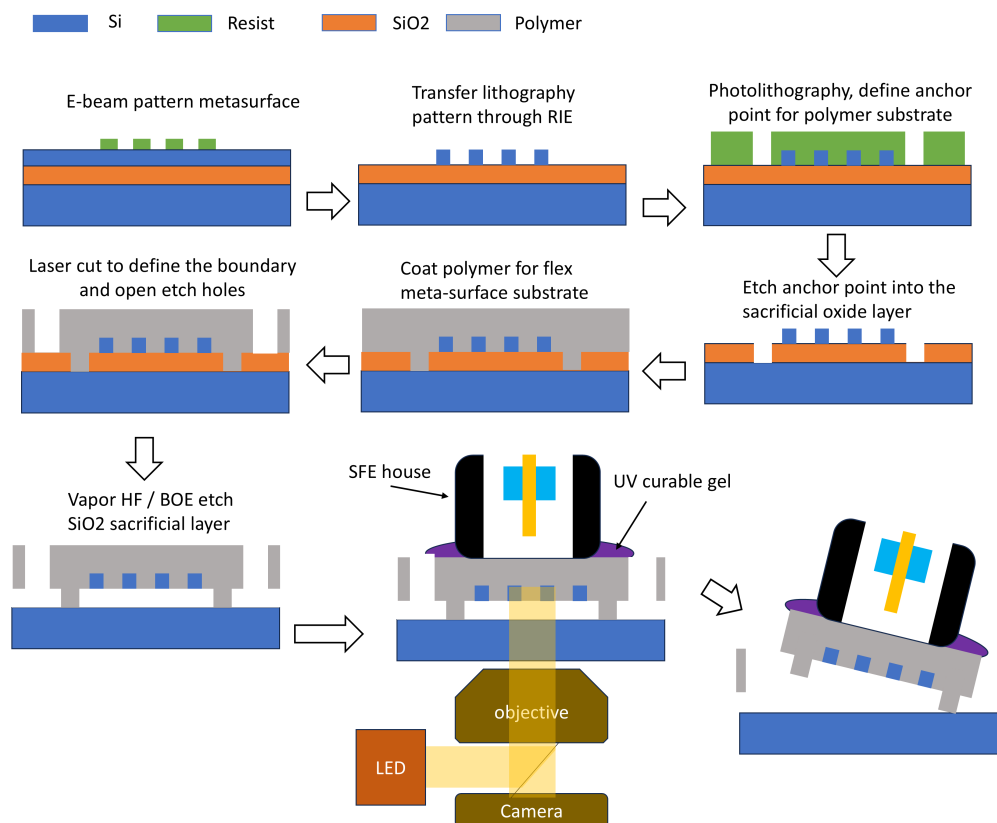 Si
Resist
SiO2
Polymer
E-beam pattern metasurface
Transfer lithography
pattern through RIE
Photolithography, define anchor
point for polymer substrate
Laser cut to define the boundary
and open etch holes
Coat polymer for flex
meta-surface substrate
Etch anchor point into the
sacrificial oxide layer
Vapor HF / BOE etch
SiO2 sacrificial layer
SFE house
UV curable gel
objective
LED
Camera